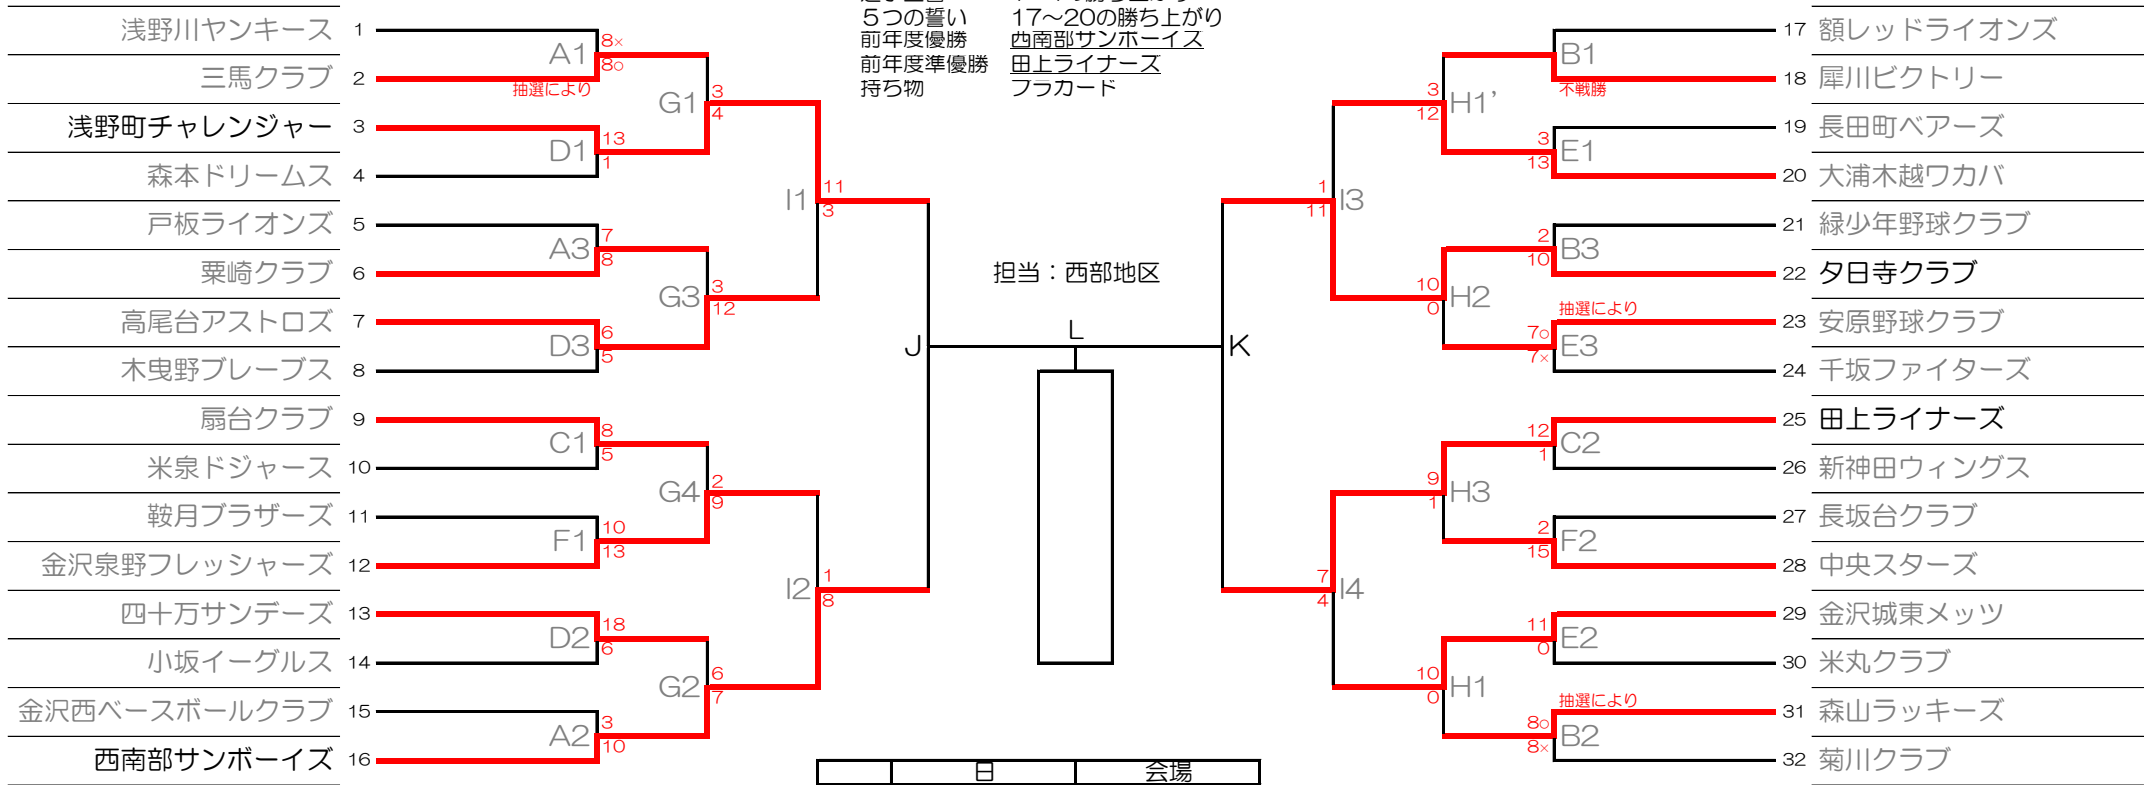 5つの誓い 17～20の勝ち上がり
前年度優勝 西南部サンボーイズ
前年度準優勝 田上ライナーズ
持ち物 プラカード
浅野川ヤンキース 1
三馬クラブ 2
浅野町チャレンジャー 3
森本ドリームス 4
戸板ライオンズ 5
粟崎クラブ 6
高尾台アストロズ 7
木曳野ブレーブス 8
扇台クラブ 9
米泉ドジャース 10
鞍月ブラザーズ 11
金沢泉野フレッシャーズ 12
四十万サンデーズ 13
小坂イーグルス 14
金沢西ベースボールクラブ 15
西南部サンボーイズ 16
A1 8× 8○
抽選により
D1 13 1
A3 7 8
D3 6 5
C1 8 5
F1 10 13
D2 18 6
A2 3 10
G1 3 4
G3 3 12
G4 2 9
G2 6 7
I1 11 3
I2 1 8
J
担当：西部地区
L
K
I3 1 11
I4 7 4
H1' 3 12
H2 10 0
H3 9 1
H1 10 0
B1
不戦勝
E1 3 13
B3 2 10
抽選により
E3 7○ 7×
C2 12 1
F2 2 15
E2 11 0
抽選により
B2 8○ 8×
17 額レッドライオンズ
18 犀川ビクトリー
19 長田町ベアーズ
20 大浦木越ワカバ
21 緑少年野球クラブ
22 夕日寺クラブ
23 安原野球クラブ
24 千坂ファイターズ
25 田上ライナーズ
26 新神田ウィングス
27 長坂台クラブ
28 中央スターズ
29 金沢城東メッツ
30 米丸クラブ
31 森山ラッキーズ
32 菊川クラブ
日 会場